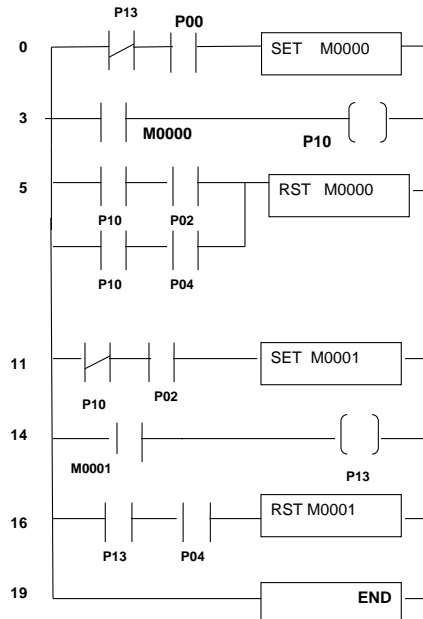 P13
P00
0
SET M0000
3
M0000
P10
5
RST M0000
P10 P02
P10 P04
11
SET M0001
P10
P02
14
M0001
P13
16
RST M0001
P13 P04
19
END